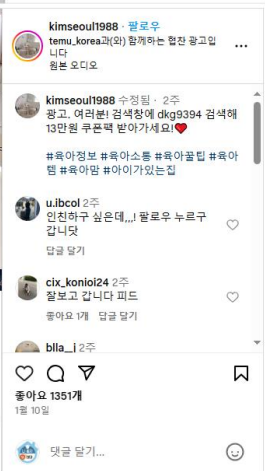 kimseoul1988 · 팔로우
temu_korea과(와) 함께하는 협찬 광고입
니다
원본 오디오
kimseoul1988 수정됨 · 2주
광고, 여러분! 검색창에 dkg9394 검색해
13만원 쿠폰팩 받아가세요!❤️
#육아정보 #육아소통 #육아꿀팁 #육아
템 #육아맘 #아이가있는집
u.ibcol 2주
인친하구 싶은데,,,! 팔로우 누르구
갑니닷
답글 달기
cix_konioi24 2주
잘보고 갑니다 피드
좋아요 1개 답글 달기
blla__i 2주
좋아요 1351개
1월 10일
댓글 달기...